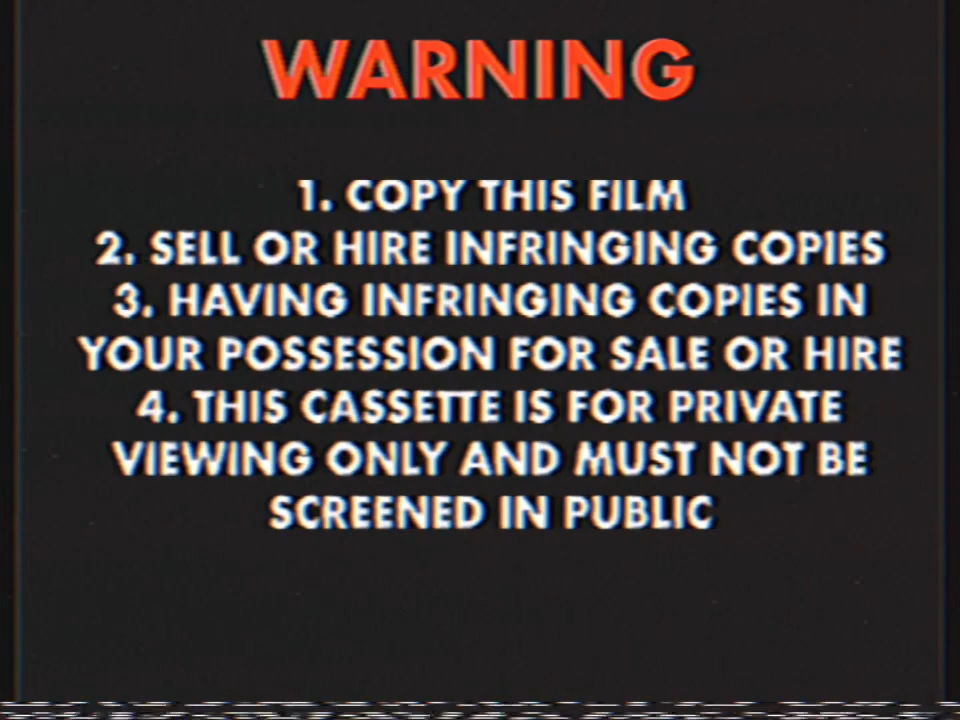 WARNING
1. COPY THIS FILM
2. SELL OR HIRE INFRINGING COPIES
3. HAVING INFRINGING COPIES IN
YOUR POSSESSION FOR SALE OR HIRE
4. THIS CASSETTE IS FOR PRIVATE
VIEWING ONLY AND MUST NOT BE
SCREENED IN PUBLIC